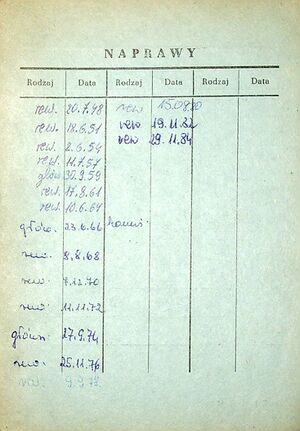 NAPRAWY
Rodzaj Data Rodzaj Data Rodzaj Data
rew. 20.7.48 rew 15.08.80
rew. 18.6.51 rew 19.11.82
rew. 2.6.54 rew 29.11.84
rew. 11.7.57
główn. 30.9.59
rew. 17.8.61
rew. 10.6.64
główn. 23.6.66
rew. 8.8.68
rew. 7.12.70
rew. 11.11.72
główn. 27.9.74
rew. 25.11.76
rew. 9.9.78